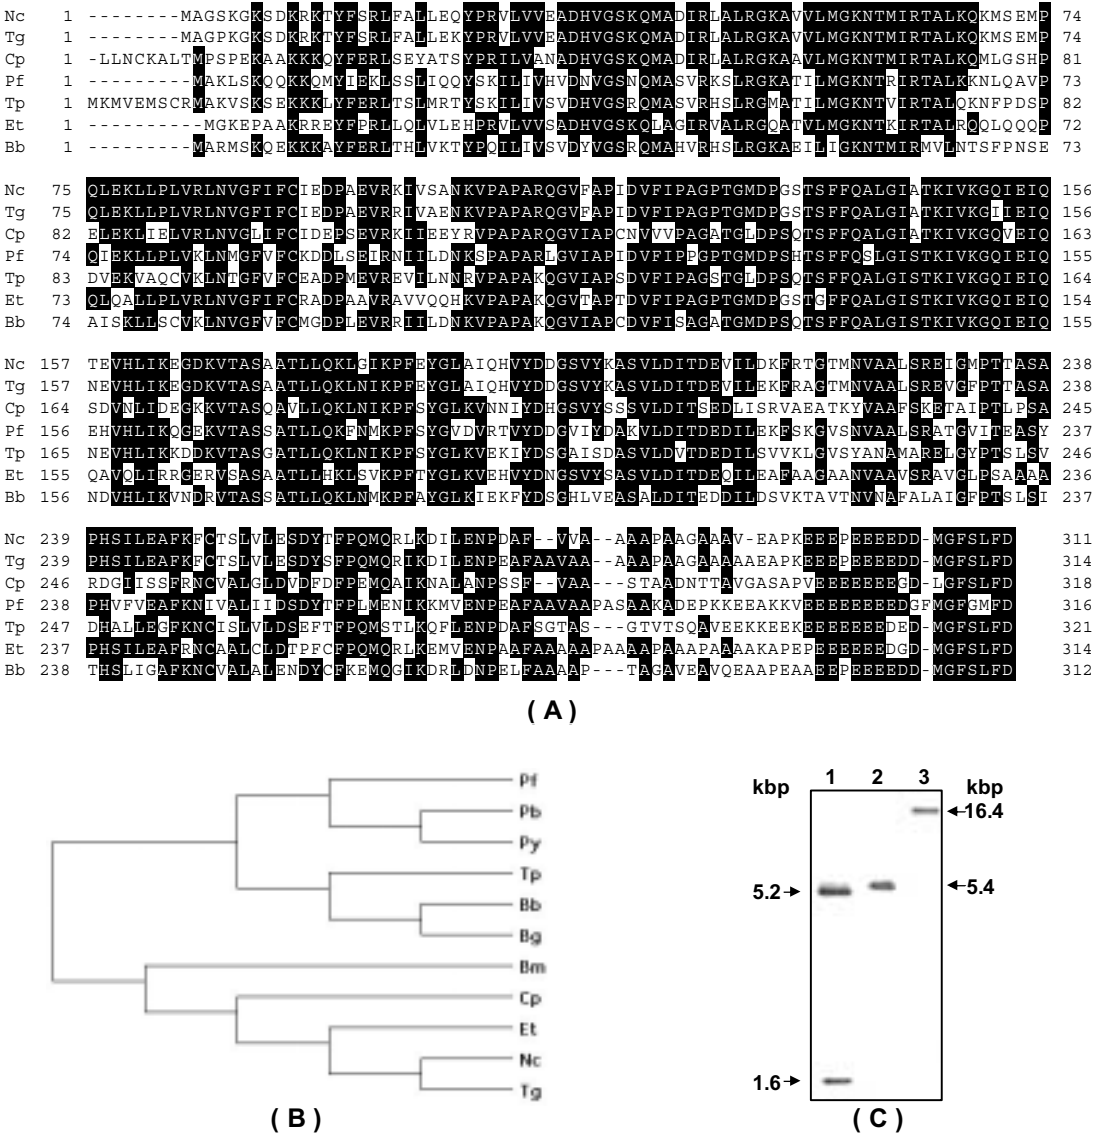 Nc 1 --------MAGSKGKSDKRKTYFSRLFALLEQYPRVLVVEADHVGSKQMADIRLALRGKAVVLMGKNTMIRTALKQKMSEMP 74
Tg 1 --------MAGPKGKSDKRKTYFSRLFALLEKYPRVLVVEADHVGSKQMADIRLALRGKAVVLMGKNTMIRTALKQKMSEMP 74
Cp 1 -LLNCKALTMPSPEKAAKKKQYFERLSEYATSYPRILVANADHVGSKQMADIRLALRGKAAVLMGKNTMIRTALKQMLGSHP 81
Pf 1 ---------MAKLSKQQKKQMYIEKLSSLIQQYSKILIVHVDNVGSNQMASVRKSLRGKATILMGKNTRIRTALKKNLQAVP 73
Tp 1 MKMVEMSCRMAKVSKSEKKKLYFERLTSLMRTYSKILIVSVDHVGSRQMASVRHSLRGMATILMGKNTVIRTALQKNFPDSP 82
Et 1 ----------MGKEPAAKRREYFPRLLQLVLEHPRVLVVSADHVGSKQLAGIRVALRGQATVLMGKNTKIRTALRQQLQQQP 72
Bb 1 ---------MARMSKQEKKKAYFERLTHLVKTYPQILIVSVDYVGSRQMAHVRHSLRGKAEILIGKNTMIRMVLNTSFPNSE 73
Nc 75 QLEKLLPLVRLNVGFIFCIEDPAEVRKIVSANKVPAPARQGVFAPIDVFIPAGPTGMDPGSTSFFQALGIATKIVKGQIEIQ 156
Tg 75 QLEKLLPLVRLNVGFIFCIEDPAEVRRIVAENKVPAPARQGVFAPIDVFIPAGPTGMDPGSTSFFQALGIATKIVKGIIEIQ 156
Cp 82 ELEKLIELVRLNVGLIFCIDEPSEVRKIIEEYRVPAPARQGVIAPCNVVVPAGATGLDPSQTSFFQALGIATKIVKGQVEIQ 163
Pf 74 QIEKLLPLVKLNMGFVFCKDDLSEIRNIILDNKSPAPARLGVIAPIDVFIPPGPTGMDPSHTSFFQSLGISTKIVKGQIEIQ 155
Tp 83 DVEKVAQCVKLNTGFVFCEADPMEVREVILNNRVPAPAKQGVIAPSDVFIPAGSTGLDPSQTSFFQALGISTKIVKGQIEIQ 164
Et 73 QLQALLPLVRLNVGFIFCRADPAAVRAVVQQHKVPAPARQGVTAPTDVFIPAGPTGMDPGSTGFFQALGISTKIVKGQIEIQ 154
Bb 74 AISKLLSCVKLNVGFVFCMGDPLEVRRIILDNKVPAPAKQGVIAPCDVFISAGATGMDPSQTSFFQALGISTKIVKGQIEIQ 155
Nc 157 TEVHLIKEGDKVTASAATLLQKLGIKPFEYGLAIQHVYDDGSVYKASVLDITDEVILDKFRTGTMNVAALSREIGMPTTASA 238
Tg 157 NEVHLIKEGDKVTASAATLLQKLNIKPFEYGLAIQHVYDDGSVYKASVLDITDEVILEKFRAGTMNVAALSREVGFPTTASA 238
Cp 164 SDVNLIDEGKKVTASQAVLLQKLNIKPFSYGLKVNNIYDHGSVYSSSVLDITSEDLISRVAEATKYVAAFSKETAIPTLPSA 245
Pf 156 EHVHLIKQGEKVTASSATLLQKFNMKPFSYGVDVRTVYDDGVIYDAKVLDITDEDILEKFSKGVSNVAALSRATGVITEASY 237
Tp 165 NEVHLIKKDDKVTASGATLLQKLNIKPFSYGLKVEKIYDSGAISDASVLDVTDEDILSVVKLGVSYANAMARELGYPTSLSV 246
Et 155 QAVQLIRRGERVSASAATLLHKLSVKPFTYGLKVEHVYDNGSVYSASVLDITDEQILEAFAAGAANVAAVSRAVGLPSAAAA 236
Bb 156 NDVHLIKVNDRVTASSATLLQKLNMKPFAYGLKIEKFYDSGHLVEASALDITEDDILDSVKTAVTNVNAFALAIGFPTSLSI 237
Nc 239 PHSILEAFKFCTSLVLESDYTFPQMQRLKDILENPDAF--VVA--AAAPAAGAAAV-EAPKEEEPEEEEDD-MGFSLFD 311
Tg 239 PHSILEAFKFCTSLVLESDYSFPQMQRIKDILENPEAFAAVAA--AAAPAAGAAAAAEAPKEEEPEEEEDD-MGFSLFD 314
Cp 246 RDGIISSFRNCVALGLDVDFDFPEMQAIKNALANPSSF--VAA---STAADNTTAVGASAPVEEEEEEEGD-LGFSLFD 318
Pf 238 PHVFVEAFKNIVALIIDSDYTFPLMENIKKMVENPEAFAAVAAPASAAKADEPKKEEAKKVEEEEEEEEDGFMGFGMFD 316
Tp 247 DHALLEGFKNCISLVLDSEFTFPQMSTLKQFLENPDAFSGTAS---GTVTSQAVEEKKEEKEEEEEEEDED-MGFSLFD 321
Et 237 PHSILEAFRNCAALCLDTPFCFPQMQRLKEMVENPAAFAAAAAPAAAAPAAAPAAAAKAPEPEEEEEEDGD-MGFSLFD 314
Bb 238 THSLIGAFKNCVALALENDYCFKEMQGIKDRLDNPELFAAAAP---TAGAVEAVQEAAPEAAEEPEEEEDD-MGFSLFD 312
( A )
Pf
Pb
Py
Tp
Bb
Bg
Bm
Cp
Et
Nc
Tg
( B )
kbp 1 2 3 kbp
16.4
5.2 5.4
1.6
( C )